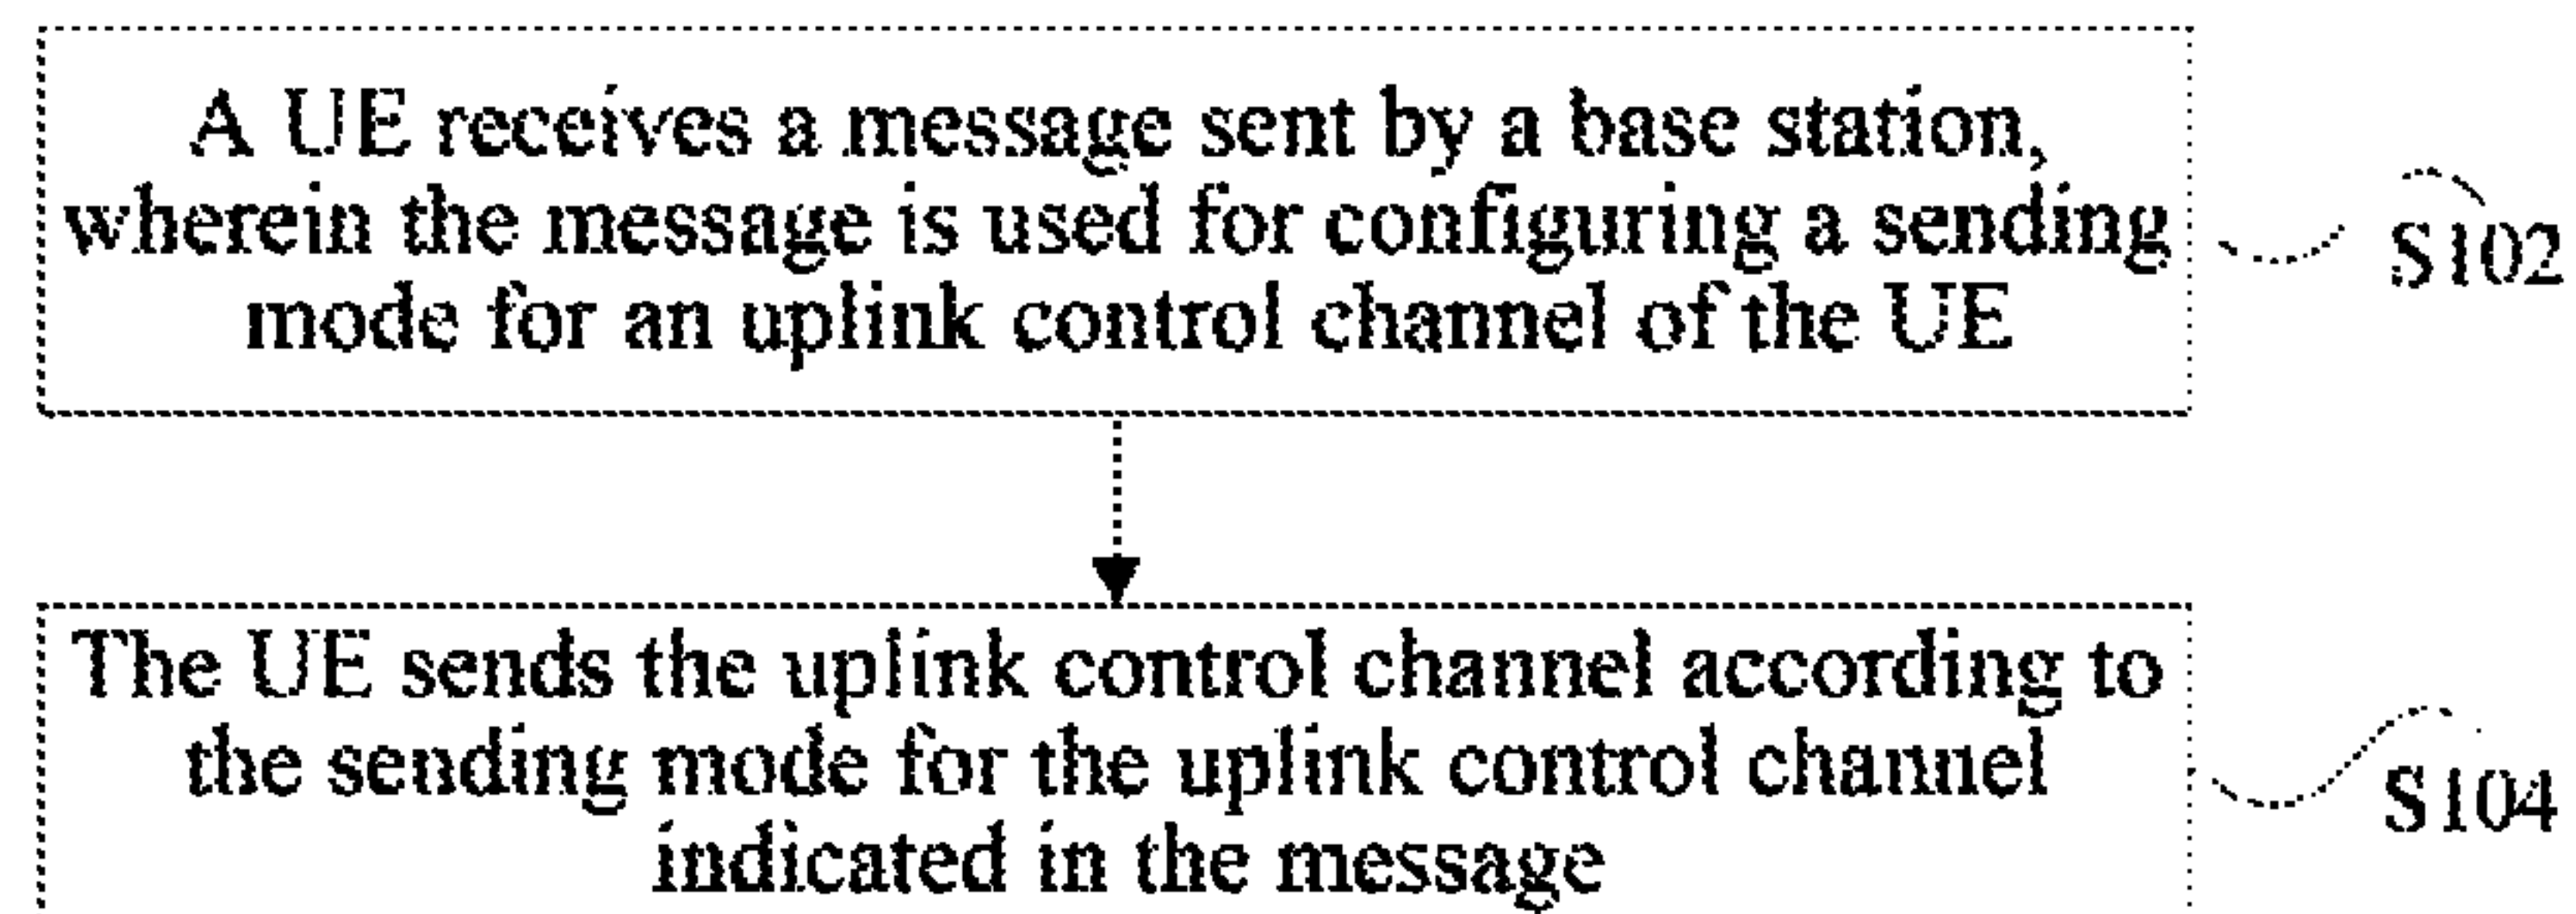 A UE receives a message sent by a base station,
wherein the message is used for configuring a sending
mode for an uplink control channel of the UE
S102
The UE sends the uplink control channel according to
the sending mode for the uplink control channel
indicated in the message
S104